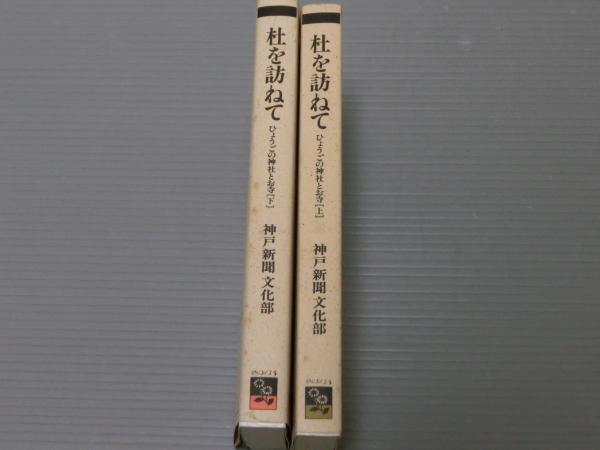 杜を訪ねて
ひょうごの神社とお寺[上]
神戸新聞文化部
杜を訪ねて
ひょうごの神社とお寺[下]
神戸新聞文化部